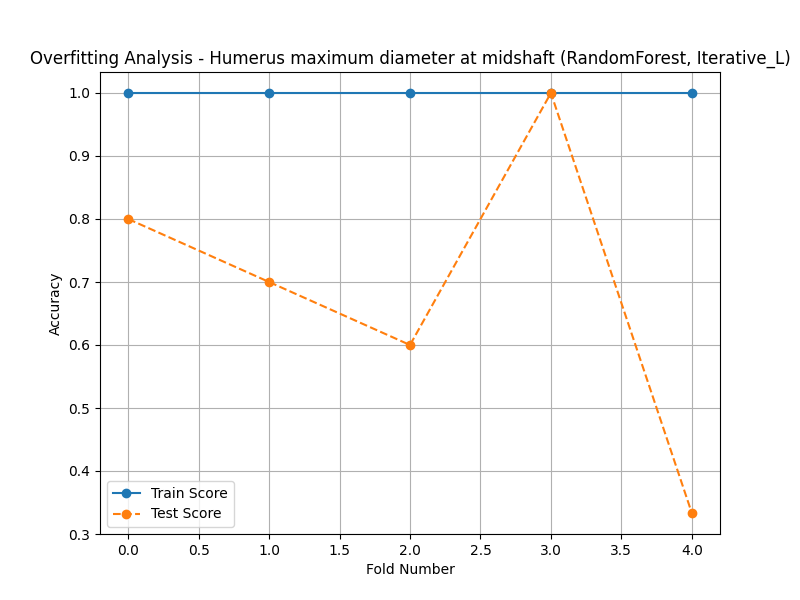 Overfitting Analysis - Humerus maximum diameter at midshaft (RandomForest, Iterative_L)
Accuracy
1.0
0.9
0.8
0.7
0.6
0.5
0.4
0.3
Train Score
Test Score
0.0 0.5 1.0 1.5 2.0 2.5 3.0 3.5 4.0
Fold Number